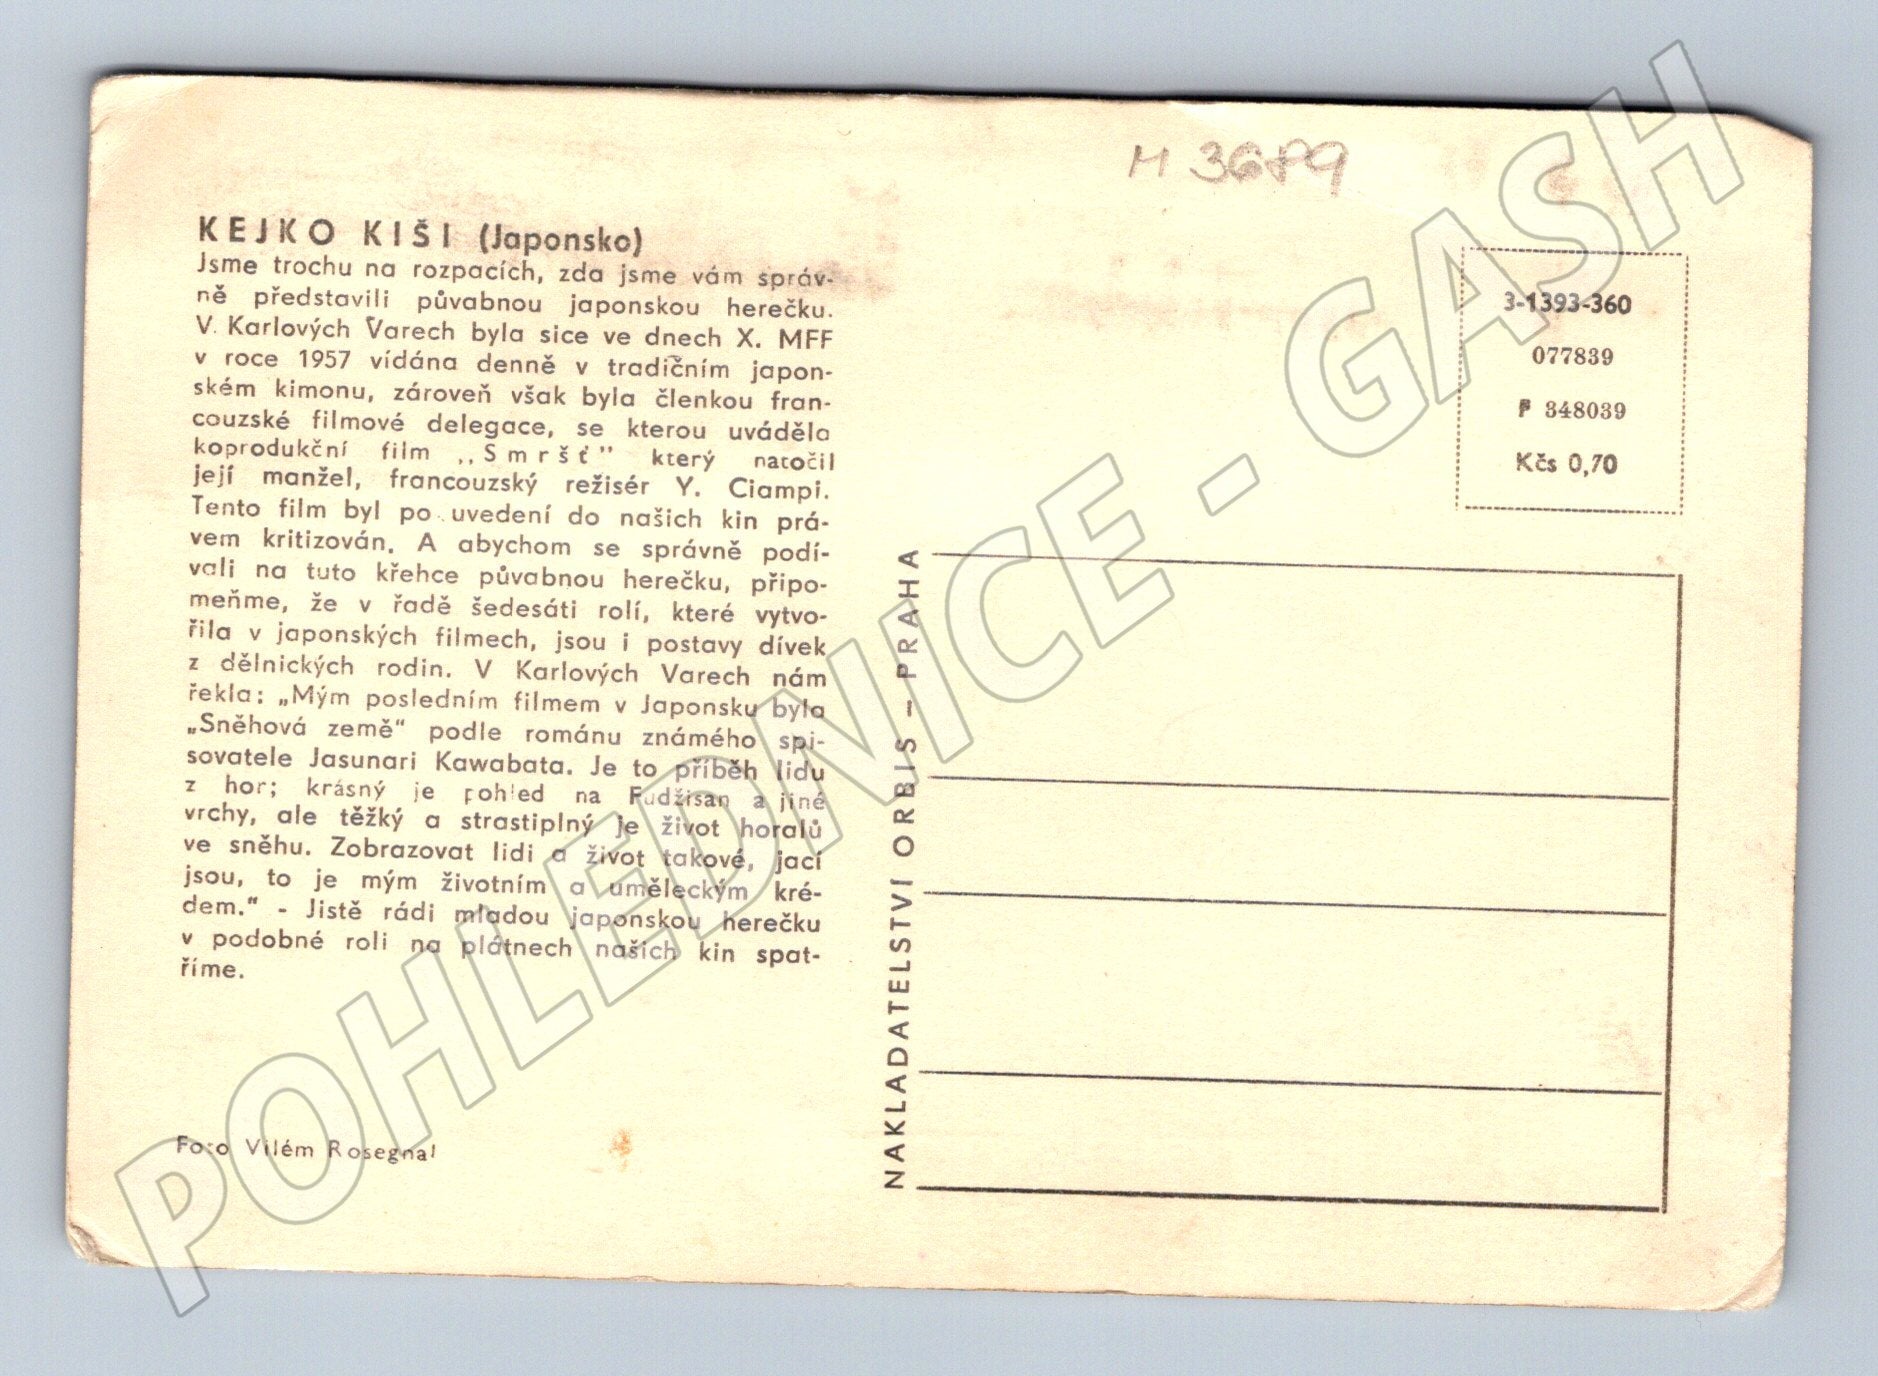 M 3689
KEJKO KIŠI (Japonsko)
Jsme trochu na rozpacích, zda jsme vám správ-
ně představili půvabnou japonskou herečku.
V Karlových Varech byla sice ve dnech X. MFF
v roce 1957 vídána denně v tradičním japon-
ském kimonu, zároveň však byla členkou fran-
couzské filmové delegace, se kterou uváděla
koprodukční film ,,Smršť" který natočil
její manžel, francouzský režisér Y. Ciampi.
Tento film byl po uvedení do našich kin prá-
vem kritizován. A abychom se správně podí-
vali na tuto křehce půvabnou herečku, připo-
meňme, že v řadě šedesáti rolí, které vytvo-
řila v japonských filmech, jsou i postavy dívek
z dělnických rodin. V Karlových Varech nám
řekla: „Mým posledním filmem v Japonsku byla
„Sněhová země" podle románu známého spi-
sovatele Jasunari Kawabata. Je to příběh lidu
z hor; krásný je pohled na Fudžisan a jiné
vrchy, ale těžký a strastiplný je život horalů
ve sněhu. Zobrazovat lidi a život takové, jací
jsou, to je mým životním a uměleckým kré-
dem." - Jistě rádi mladou japonskou herečku
v podobné roli na plátnech našich kin spat-
říme.
Foto Vilém Rosegnal
NAKLADATELSTVI ORBIS – PRAHA
3-1393-360
077839
F 348039
Kčs 0,70
POHLEDNICE - GASH